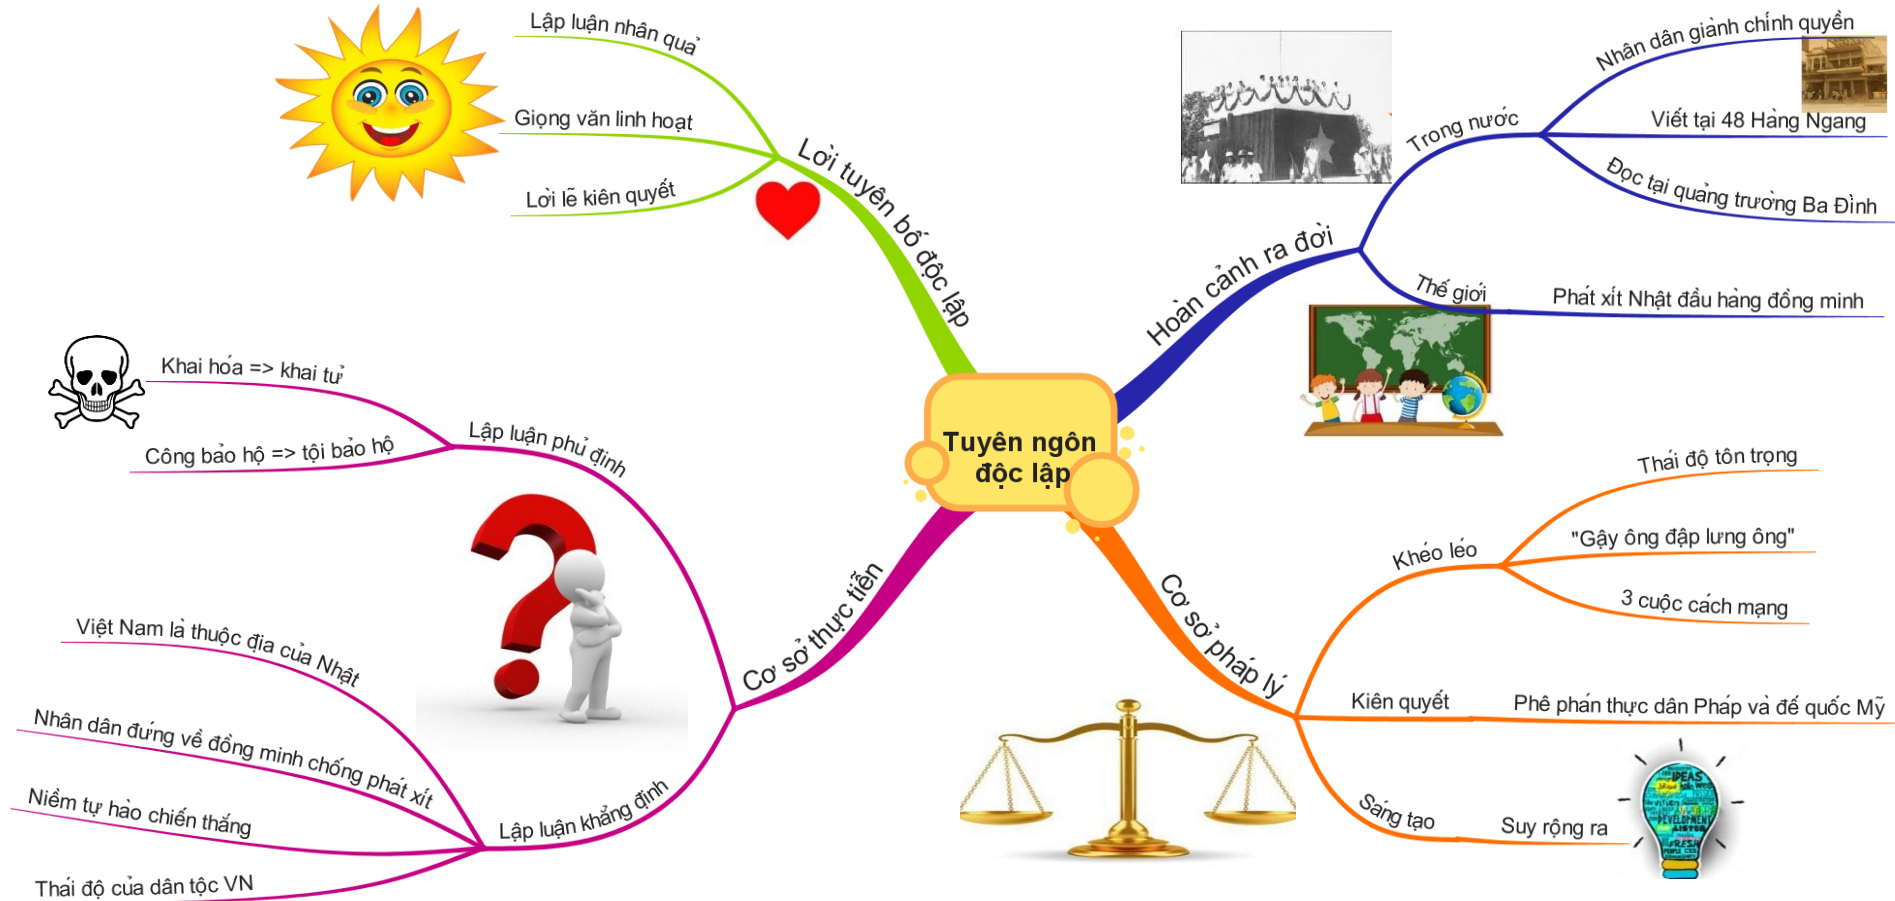 Tuyên ngôn
độc lập
Hoàn cảnh ra đời
Trong nước
Nhân dân giành chính quyền
Viết tại 48 Hàng Ngang
Đọc tại quảng trường Ba Đình
Thế giới
Phát xít Nhật đầu hàng đồng minh
Cơ sở pháp lý
Khéo léo
Thái độ tôn trọng
"Gậy ông đập lưng ông"
3 cuộc cách mạng
Kiên quyết
Phê phán thực dân Pháp và đế quốc Mỹ
Sáng tạo
Suy rộng ra
IDEAS
DEVELOPMENT
LISTER
FRESH
Cơ sở thực tiễn
Lập luận phủ định
Khai hóa => khai tử
Công bảo hộ => tội bảo hộ
Lập luận khẳng định
Việt Nam là thuộc địa của Nhật
Nhân dân đứng về đồng minh chống phát xít
Niềm tự hào chiến thắng
Thái độ của dân tộc VN
Lời tuyên bố độc lập
Lập luận nhân quả
Giọng văn linh hoạt
Lời lẽ kiên quyết